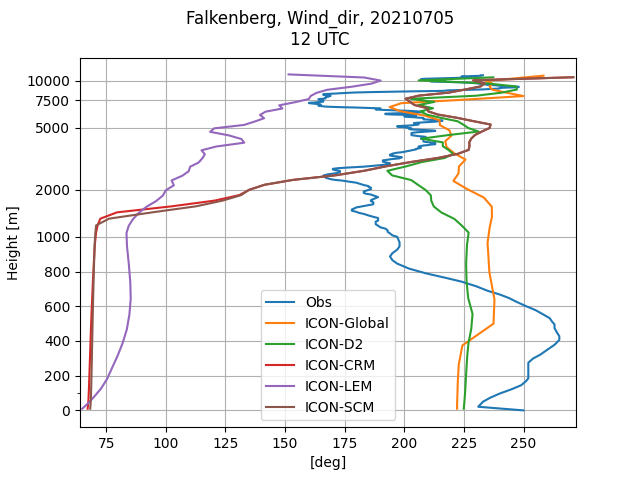 Falkenberg, Wind_dir, 20210705
12 UTC
10000
7500
5000
2000
1000
800
600
400
200
0
Height [m]
Obs
ICON-Global
ICON-D2
ICON-CRM
ICON-LEM
ICON-SCM
75 100 125 150 175 200 225 250
[deg]